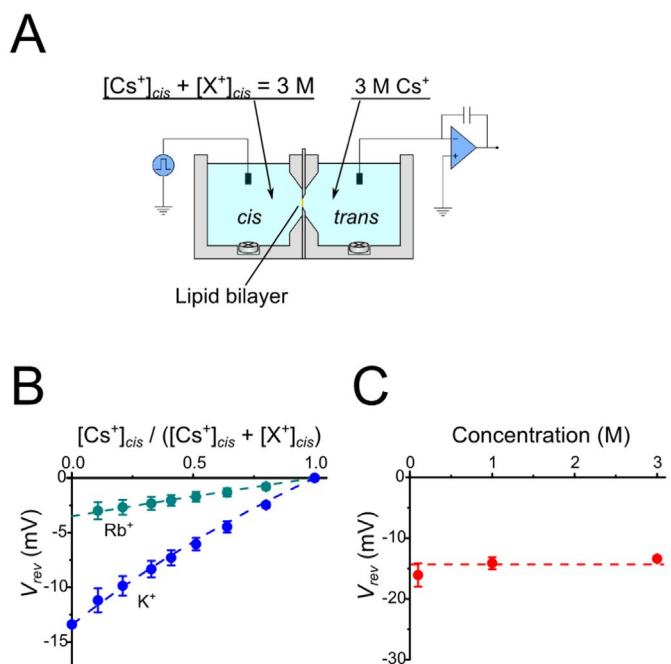 A
[Cs⁺]cis + [X⁺]cis = 3 M 3 M Cs⁺
− +
cis trans
Lipid bilayer
B
[Cs⁺]cis / ([Cs⁺]cis + [X⁺]cis)
0.0 0.5 1.0
0
-5
-10
-15
Vrev (mV)
Rb⁺
K⁺
C
Concentration (M)
0 1 2 3
0
-10
-20
-30
Vrev (mV)